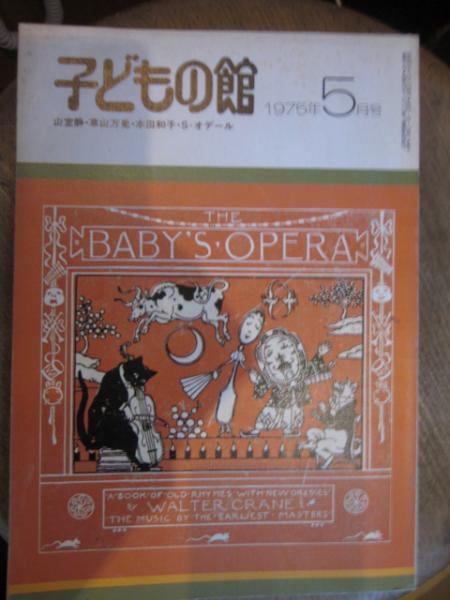 子どもの館
1976年5月号
山室静・草山万兎・本田和子・S・オデール
THE
BABY'S·OPERA
A·BOOK·OF·OLD·RHYMES·WITH·NEW·DRESSES
BY WALTER·CRANE
THE·MUSIC·BY·THE·EARLIEST·MASTERS